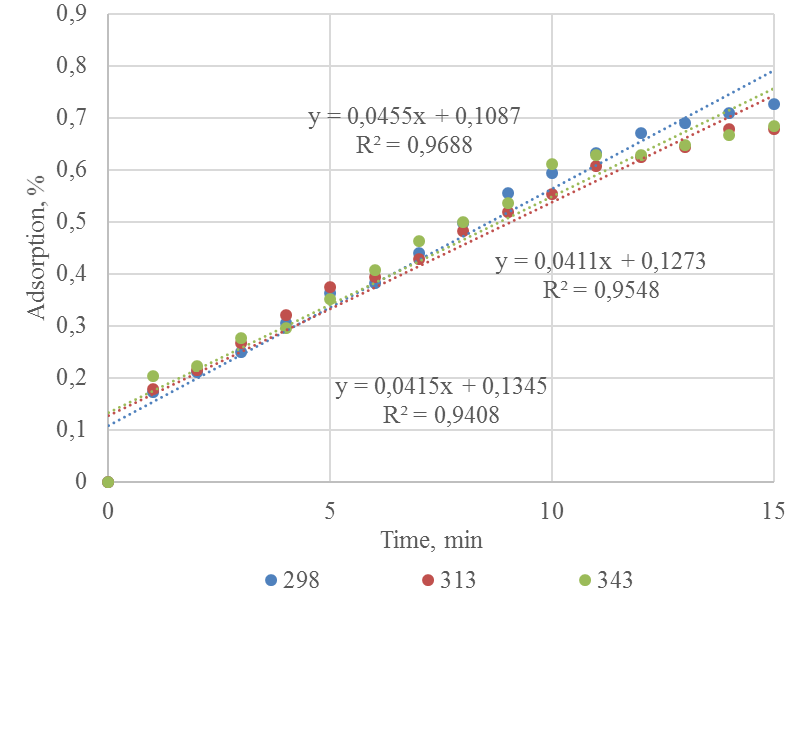 0,9
0,8
0,7
0,6
0,5
0,4
0,3
0,2
0,1
0
Adsorption, %
y = 0,0455x + 0,1087
R² = 0,9688
y = 0,0411x + 0,1273
R² = 0,9548
y = 0,0415x + 0,1345
R² = 0,9408
0 5 10 15
Time, min
298 313 343